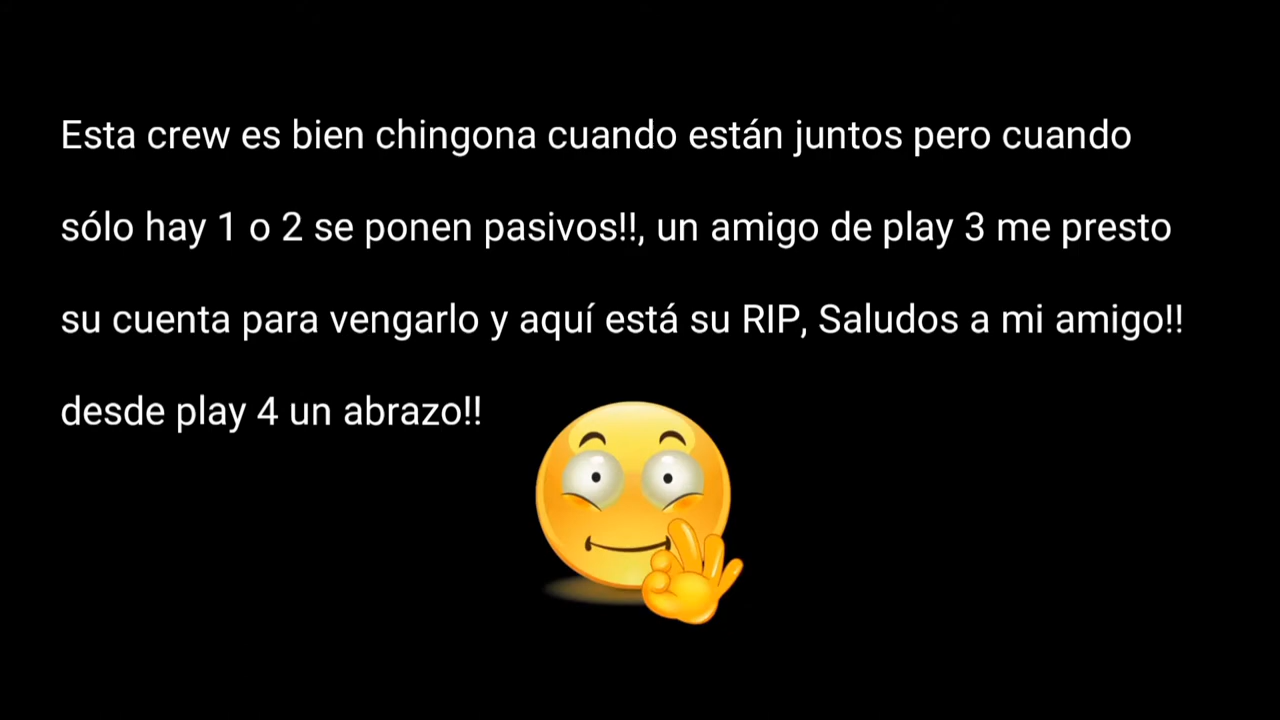 Esta crew es bien chingona cuando están juntos pero cuando
sólo hay 1 o 2 se ponen pasivos!!, un amigo de play 3 me presto
su cuenta para vengarlo y aquí está su RIP, Saludos a mi amigo!!
desde play 4 un abrazo!!